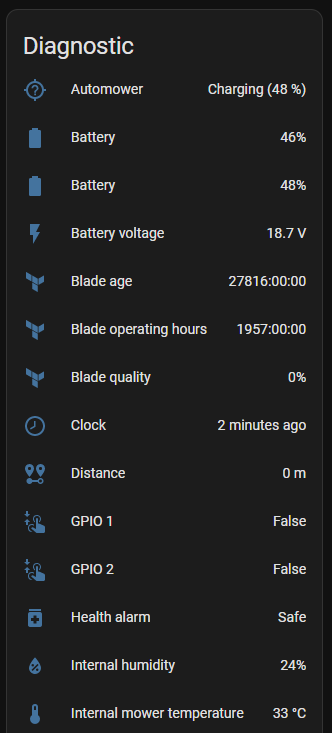 Diagnostic
Automower Charging (48 %)
Battery 46%
Battery 48%
Battery voltage 18.7 V
Blade age 27816:00:00
Blade operating hours 1957:00:00
Blade quality 0%
Clock 2 minutes ago
Distance 0 m
GPIO 1 False
GPIO 2 False
Health alarm Safe
Internal humidity 24%
Internal mower temperature 33 °C